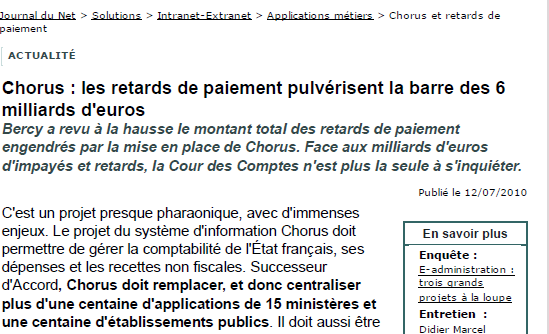 Journal du Net > Solutions > Intranet-Extranet > Applications métiers > Chorus et retards de
paiement
ACTUALITÉ
Chorus : les retards de paiement pulvérisent la barre des 6
milliards d'euros
Bercy a revu à la hausse le montant total des retards de paiement
engendrés par la mise en place de Chorus. Face aux milliards d'euros
d'impayés et retards, la Cour des Comptes n'est plus la seule à s'inquiéter.
Publié le 12/07/2010
C'est un projet presque pharaonique, avec d'immenses
enjeux. Le projet du système d'information Chorus doit
permettre de gérer la comptabilité de l'État français, ses
dépenses et les recettes non fiscales. Successeur
d'Accord, Chorus doit remplacer, et donc centraliser
plus d'une centaine d'applications de 15 ministères et
une centaine d'établissements publics. Il doit aussi être
En savoir plus
Enquête :
E-administration :
trois grands
projets à la loupe
Entretien :
Didier Marcel